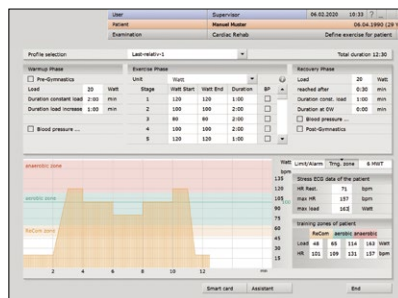 User Supervisor 06.02.2020 10:33 ?
Patient Manuel Muster 06.04.1990 (29 Y
Examination Cardiac Rehab Define exercise for patient
Profile selection Last-relativ-1 Total duration 12:30
Warmup Phase Exercise Phase Recovery Phase
Pre-Gymnastics Unit Watt Load 20 Watt
Load 20 Watt Stage Watt Start Watt End Duration BP reached after 0:30 min
Duration constant load 2:00 min 1 120 120 1:00 Duration const. load 1:00 min
Duration load increase 1:00 min 2 100 100 2:00 Duration at 0W 0:00 min
3 80 80 2:00 Blood pressure ...
Blood pressure ... 4 100 100 2:00 Post-Gymnastics
5 120 120 1:00
anaerobic zone
aerobic zone
ReCom zone
Watt
bpm
135
120
105
90
75
60
45
30
15
2 4 6 8 10 12 min
Limit/Alarm Trng. zone 6 MWT
Stress ECG data of the patient
HR Rest. 71 bpm
max HR 157 bpm
max load 163 Watt
training zones of patient
ReCom aerobic anaerobic
Load 46 65 114 163 Watt
HR 101 109 131 157 bpm
Smart card Assistant End